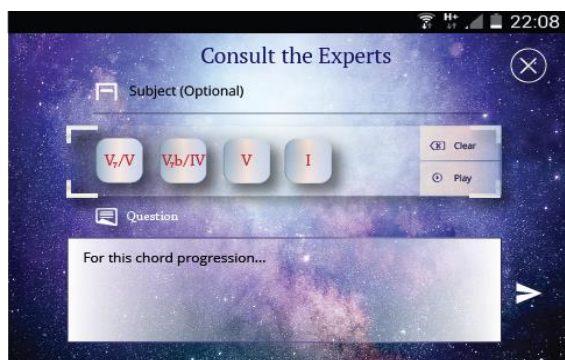 H+ 22:08
Consult the Experts
Subject (Optional)
V₇/V V₇b/IV V I
Clear
Play
Question
For this chord progression...